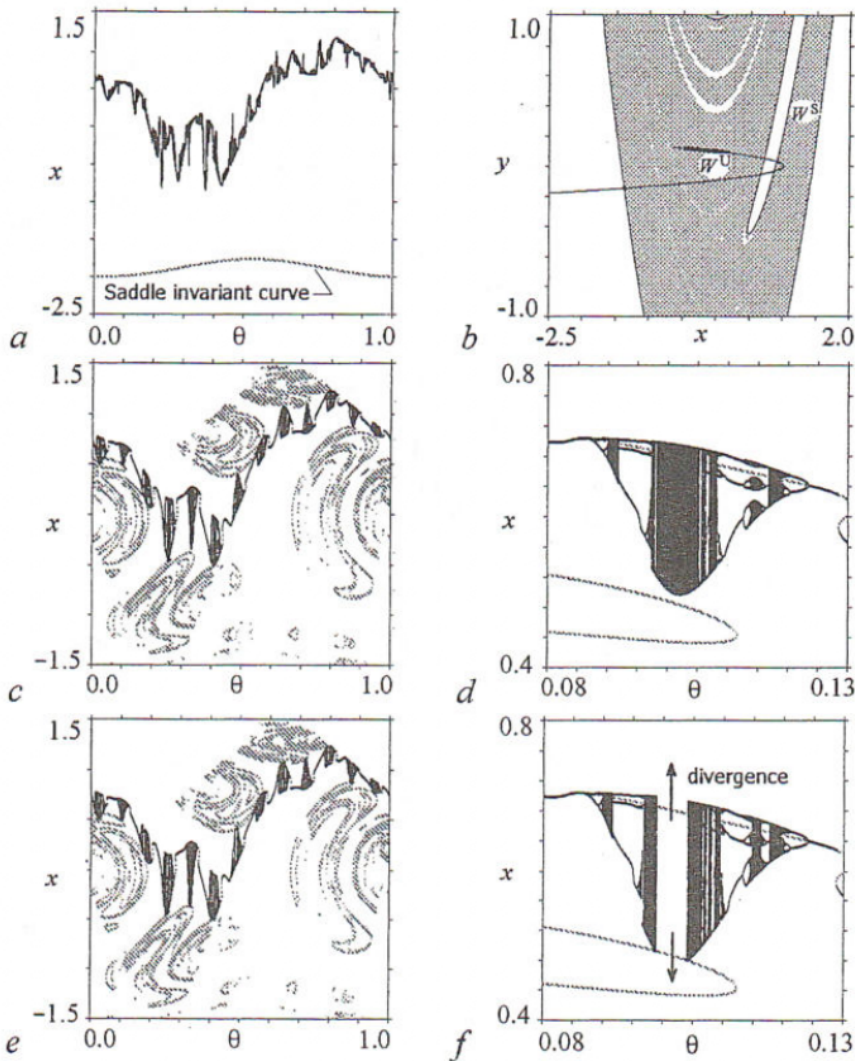 1.5
x
Saddle invariant curve
-2.5
0.0 θ 1.0
a
1.0
y
W^S
W^U
-1.0
-2.5 x 2.0
b
1.5
x
−1.5
0.0 θ 1.0
c
0.8
x
0.4
0.08 θ 0.13
d
1.5
x
−1.5
0.0 θ 1.0
e
0.8
divergence
x
0.4
0.08 θ 0.13
f